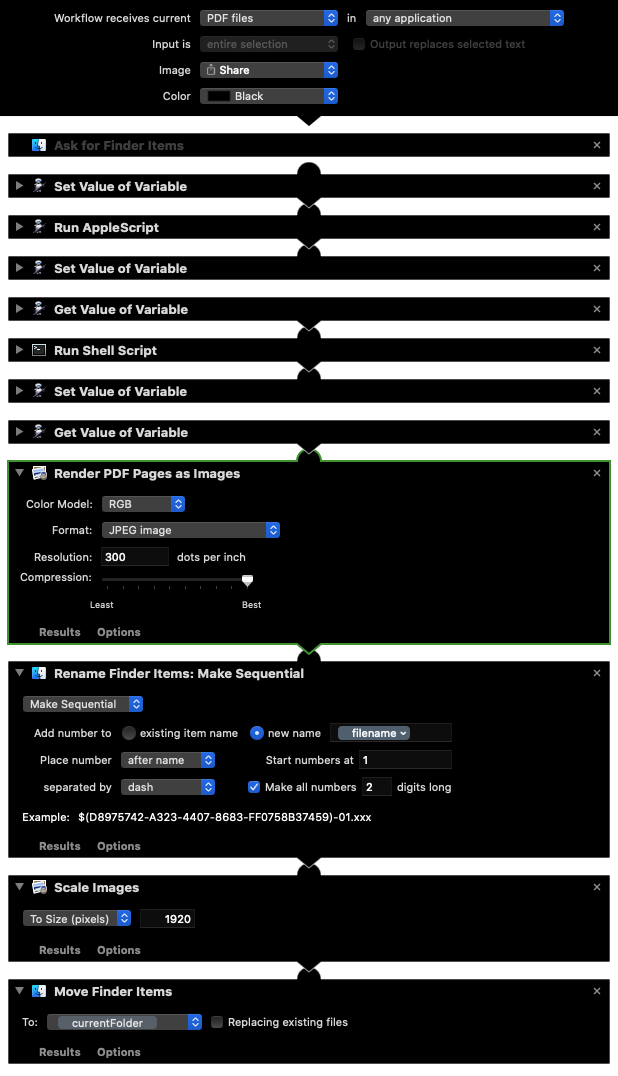 Workflow receives current PDF files in any application
Input is entire selection Output replaces selected text
Image Share
Color Black
Ask for Finder Items
Set Value of Variable
Run AppleScript
Set Value of Variable
Get Value of Variable
Run Shell Script
Set Value of Variable
Get Value of Variable
Render PDF Pages as Images
Color Model: RGB
Format: JPEG image
Resolution: 300 dots per inch
Compression:
Least Best
Results Options
Rename Finder Items: Make Sequential
Make Sequential
Add number to existing item name new name filename
Place number after name Start numbers at 1
separated by dash Make all numbers 2 digits long
Example: $(D8975742-A323-4407-8683-FF0758B37459)-01.xxx
Results Options
Scale Images
To Size (pixels) 1920
Results Options
Move Finder Items
To: currentFolder Replacing existing files
Results Options